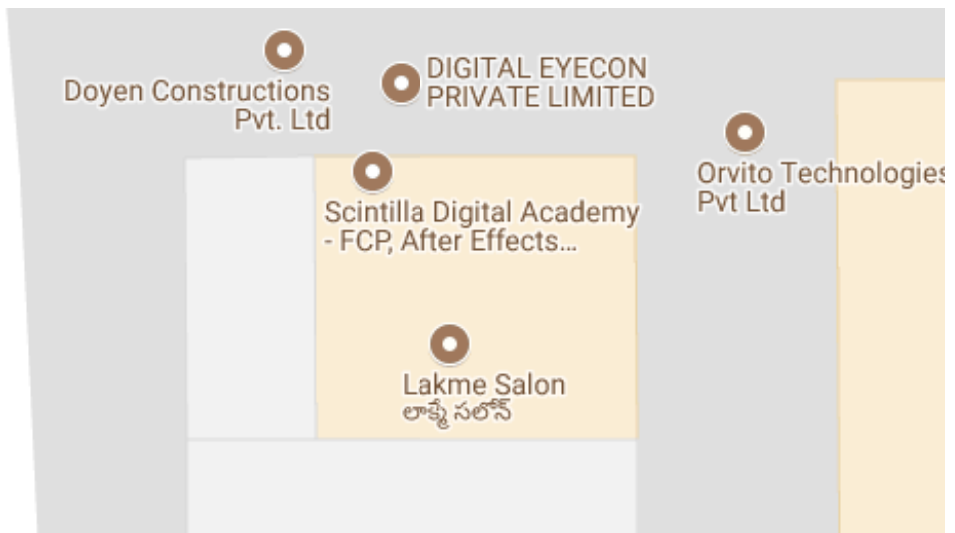 Doyen Constructions
Pvt. Ltd
DIGITAL EYECON
PRIVATE LIMITED
Orvito Technologies
Pvt Ltd
Scintilla Digital Academy
- FCP, After Effects...
Lakme Salon
లాక్మే సలోన్